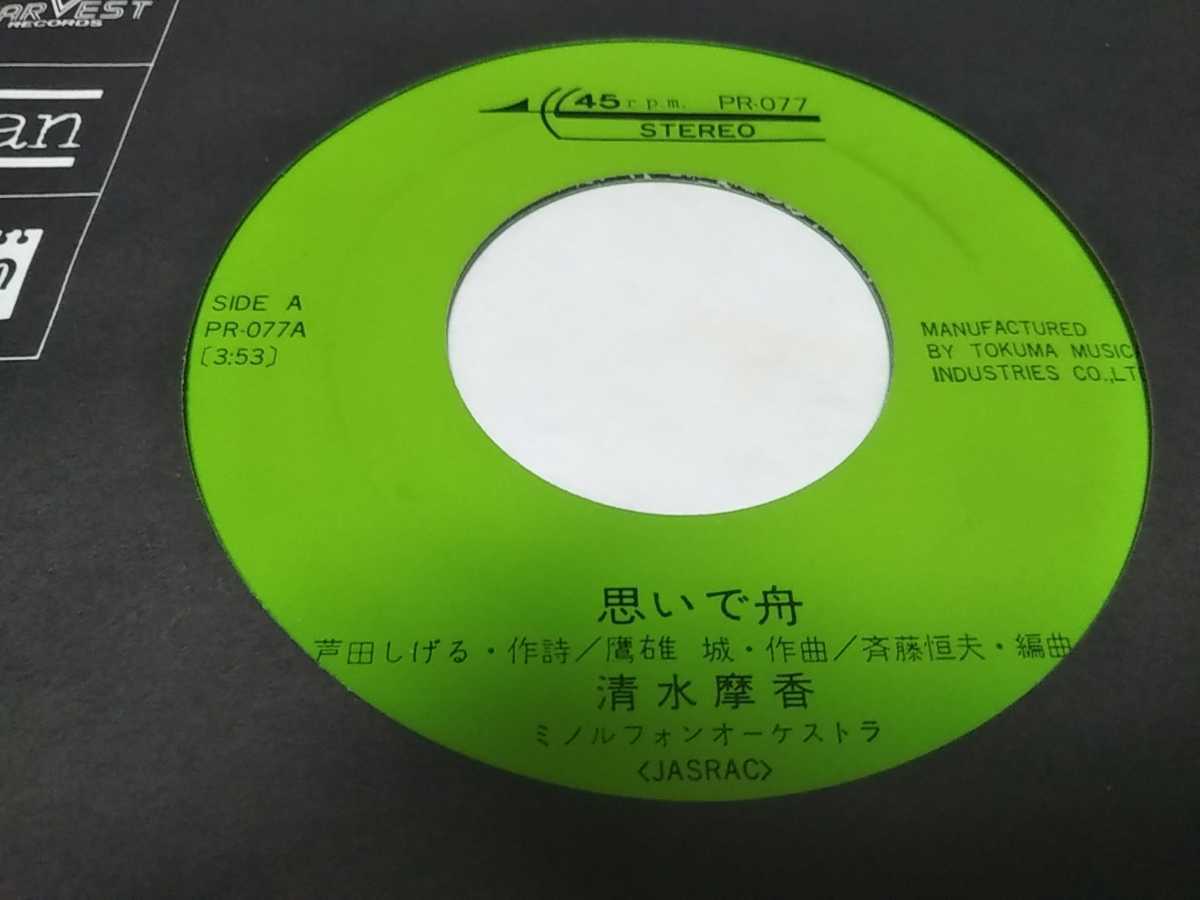 ARVEST
RECORDS
an
45 r.p.m. PR-077
STEREO
SIDE A
PR-077A
〔3:53〕
MANUFACTURED
BY TOKUMA MUSIC
INDUSTRIES CO.,LT
思いで舟
芦田しげる・作詩／鷹雄 城・作曲／斉藤恒夫・編曲
清水摩香
ミノルフォンオーケストラ
〈JASRAC〉